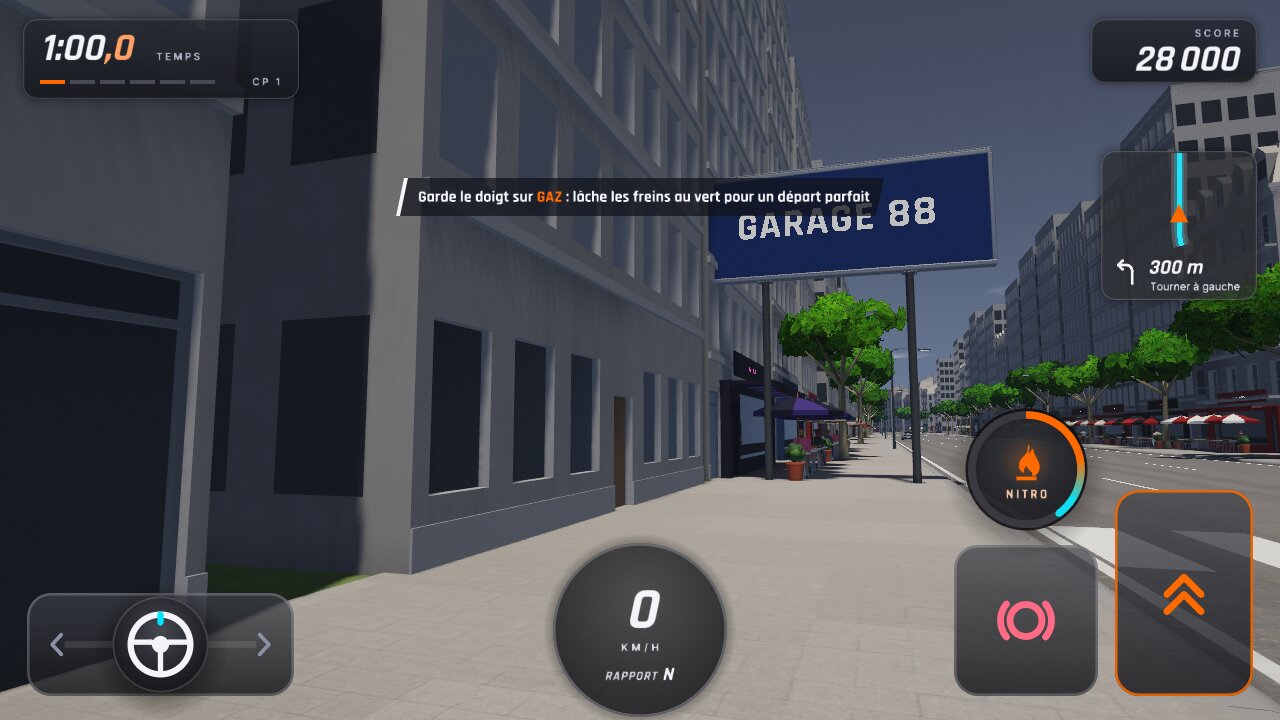 1:00,0 TEMPS
CP 1
SCORE
28 000
Garde le doigt sur GAZ : lâche les freins au vert pour un départ parfait
GARAGE 88
300 m
Tourner à gauche
NITRO
0
KM/H
RAPPORT N